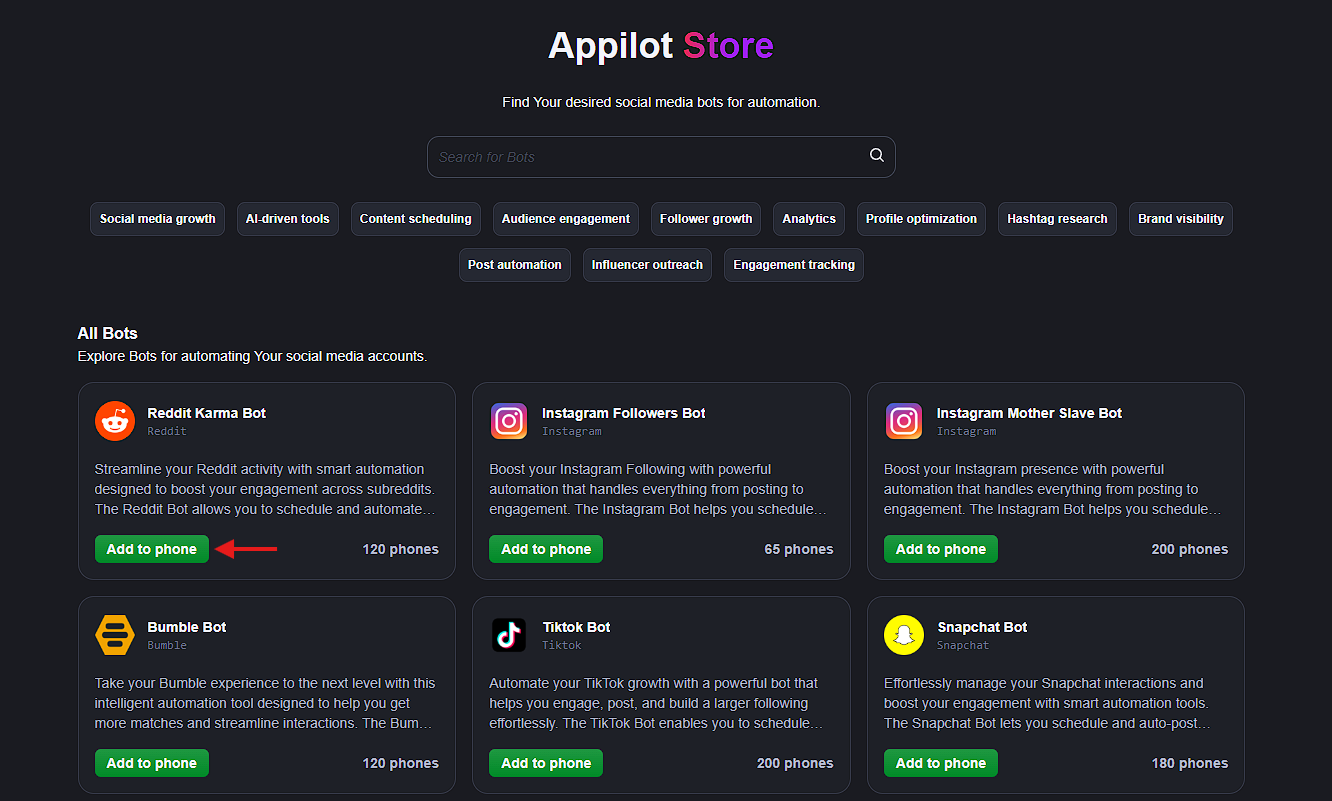 Appilot Store
Find Your desired social media bots for automation.
Search for Bots
Social media growth
AI-driven tools
Content scheduling
Audience engagement
Follower growth
Analytics
Profile optimization
Hashtag research
Brand visibility
Post automation
Influencer outreach
Engagement tracking
All Bots
Explore Bots for automating Your social media accounts.
Reddit Karma Bot
Reddit
Streamline your Reddit activity with smart automation
designed to boost your engagement across subreddits.
The Reddit Bot allows you to schedule and automate…
Add to phone
120 phones
Instagram Followers Bot
Instagram
Boost your Instagram Following with powerful
automation that handles everything from posting to
engagement. The Instagram Bot helps you schedule…
Add to phone
65 phones
Instagram Mother Slave Bot
Instagram
Boost your Instagram presence with powerful
automation that handles everything from posting to
engagement. The Instagram Bot helps you schedule…
Add to phone
200 phones
Bumble Bot
Bumble
Take your Bumble experience to the next level with this
intelligent automation tool designed to help you get
more matches and streamline interactions. The Bum…
Add to phone
120 phones
Tiktok Bot
Tiktok
Automate your TikTok growth with a powerful bot that
helps you engage, post, and build a larger following
effortlessly. The TikTok Bot enables you to schedule…
Add to phone
200 phones
Snapchat Bot
Snapchat
Effortlessly manage your Snapchat interactions and
boost your engagement with smart automation tools.
The Snapchat Bot lets you schedule and auto-post…
Add to phone
180 phones